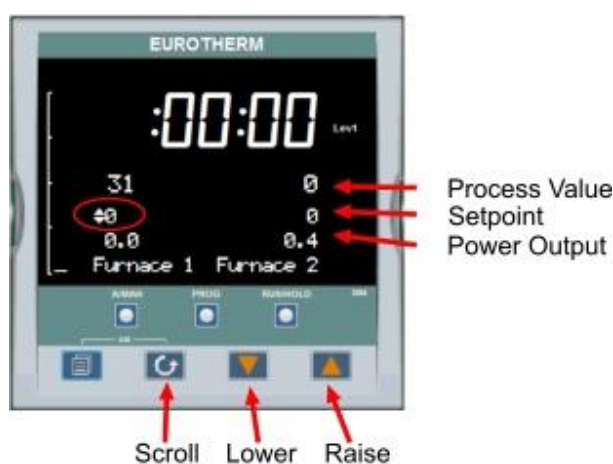 EUROTHERM
:00:00
Lev1
31 0
0 0
0.0 0.4
Furnace 1 Furnace 2
Process Value
Setpoint
Power Output
A/MAN PROG RUN/HOLD
Scroll Lower Raise